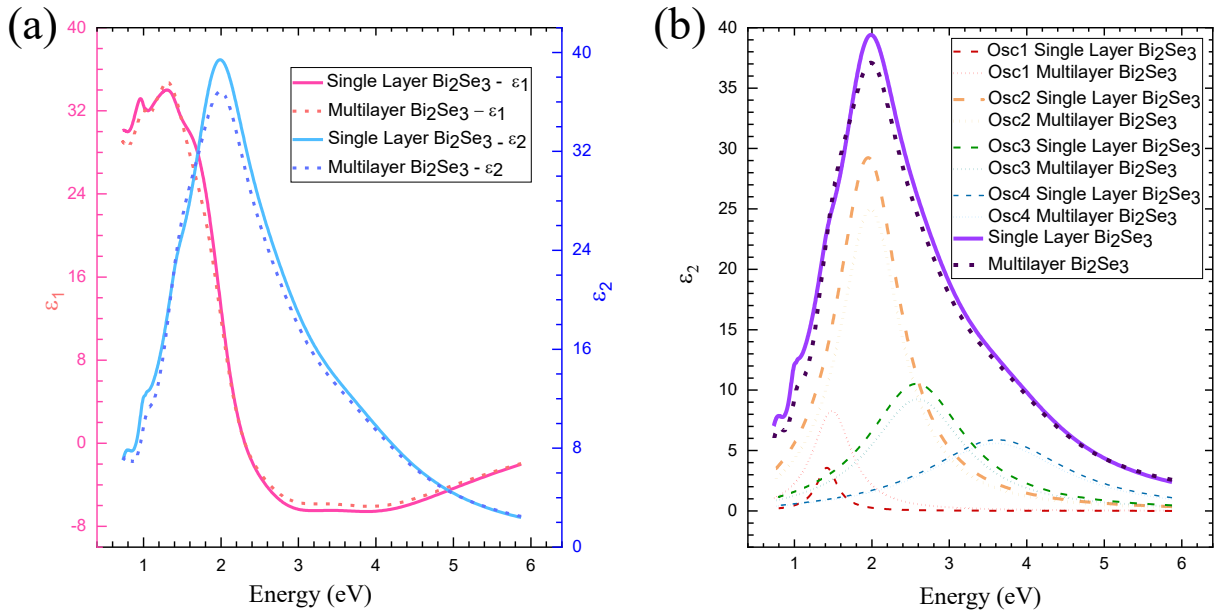 (a)
40
32
24
16
8
0
-8
ε₁
Single Layer Bi₂Se₃ - ε₁
Multilayer Bi₂Se₃ – ε₁
Single Layer Bi₂Se₃ - ε₂
Multilayer Bi₂Se₃ - ε₂
40
32
24
16
8
0
ε₂
1 2 3 4 5 6
Energy (eV)
(b)
40
35
30
25
20
15
10
5
0
ε₂
Osc1 Single Layer Bi₂Se₃
Osc1 Multilayer Bi₂Se₃
Osc2 Single Layer Bi₂Se₃
Osc2 Multilayer Bi₂Se₃
Osc3 Single Layer Bi₂Se₃
Osc3 Multilayer Bi₂Se₃
Osc4 Single Layer Bi₂Se₃
Osc4 Multilayer Bi₂Se₃
Single Layer Bi₂Se₃
Multilayer Bi₂Se₃
1 2 3 4 5 6
Energy (eV)